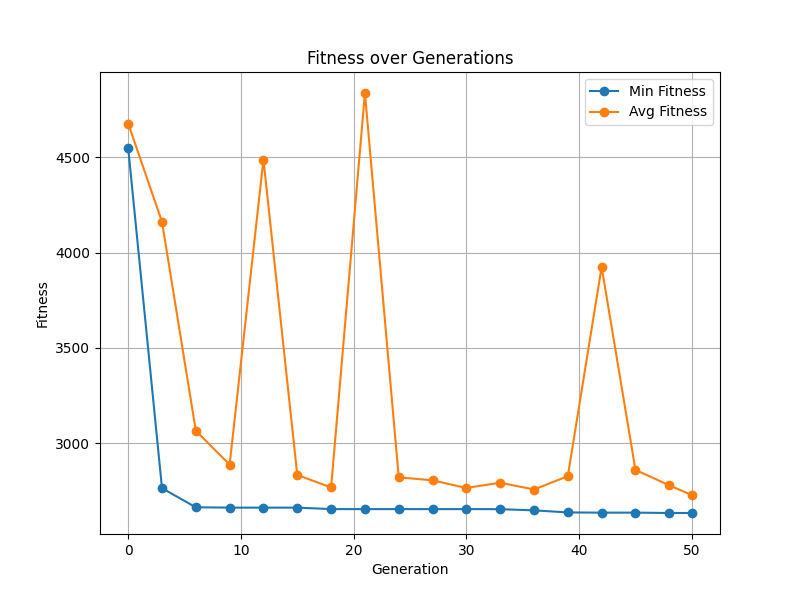 Fitness over Generations
Min Fitness
Avg Fitness
4500
4000
3500
3000
Fitness
0 10 20 30 40 50
Generation